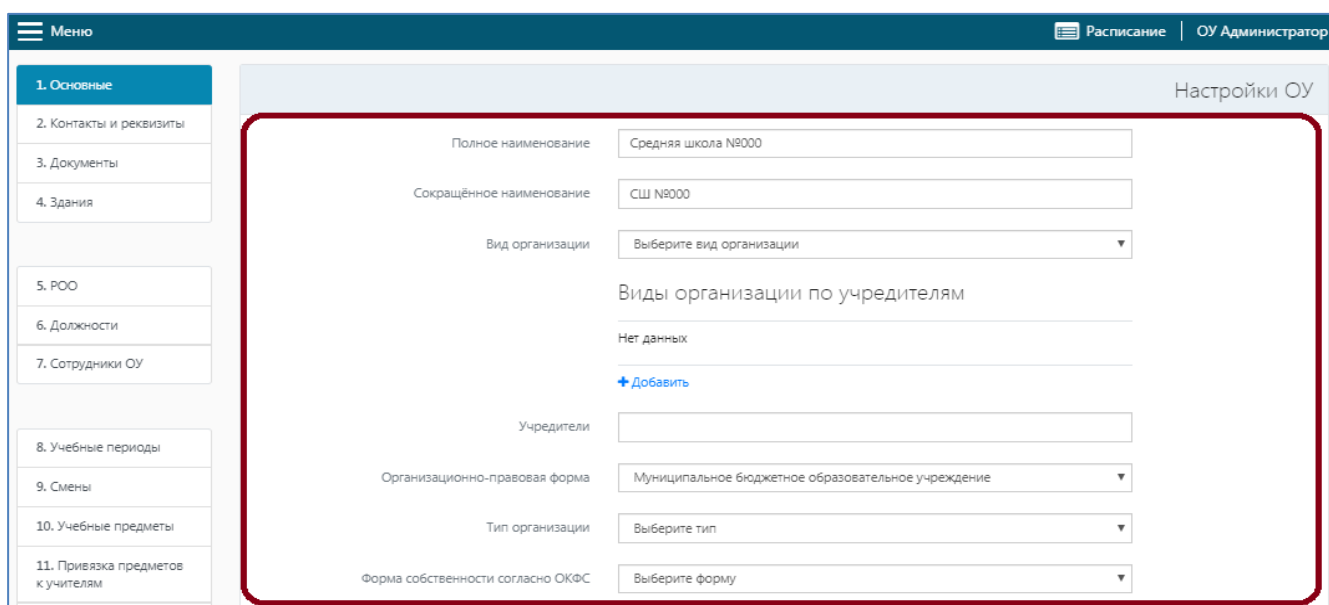 Меню
Расписание
ОУ Администратор
1. Основные
2. Контакты и реквизиты
3. Документы
4. Здания
5. РОО
6. Должности
7. Сотрудники ОУ
8. Учебные периоды
9. Смены
10. Учебные предметы
11. Привязка предметов
к учителям
Настройки ОУ
Полное наименование
Средняя школа №000
Сокращённое наименование
СШ №000
Вид организации
Выберите вид организации
Виды организации по учредителям
Нет данных
+ Добавить
Учредители
Организационно-правовая форма
Муниципальное бюджетное образовательное учреждение
Тип организации
Выберите тип
Форма собственности согласно ОКФС
Выберите форму